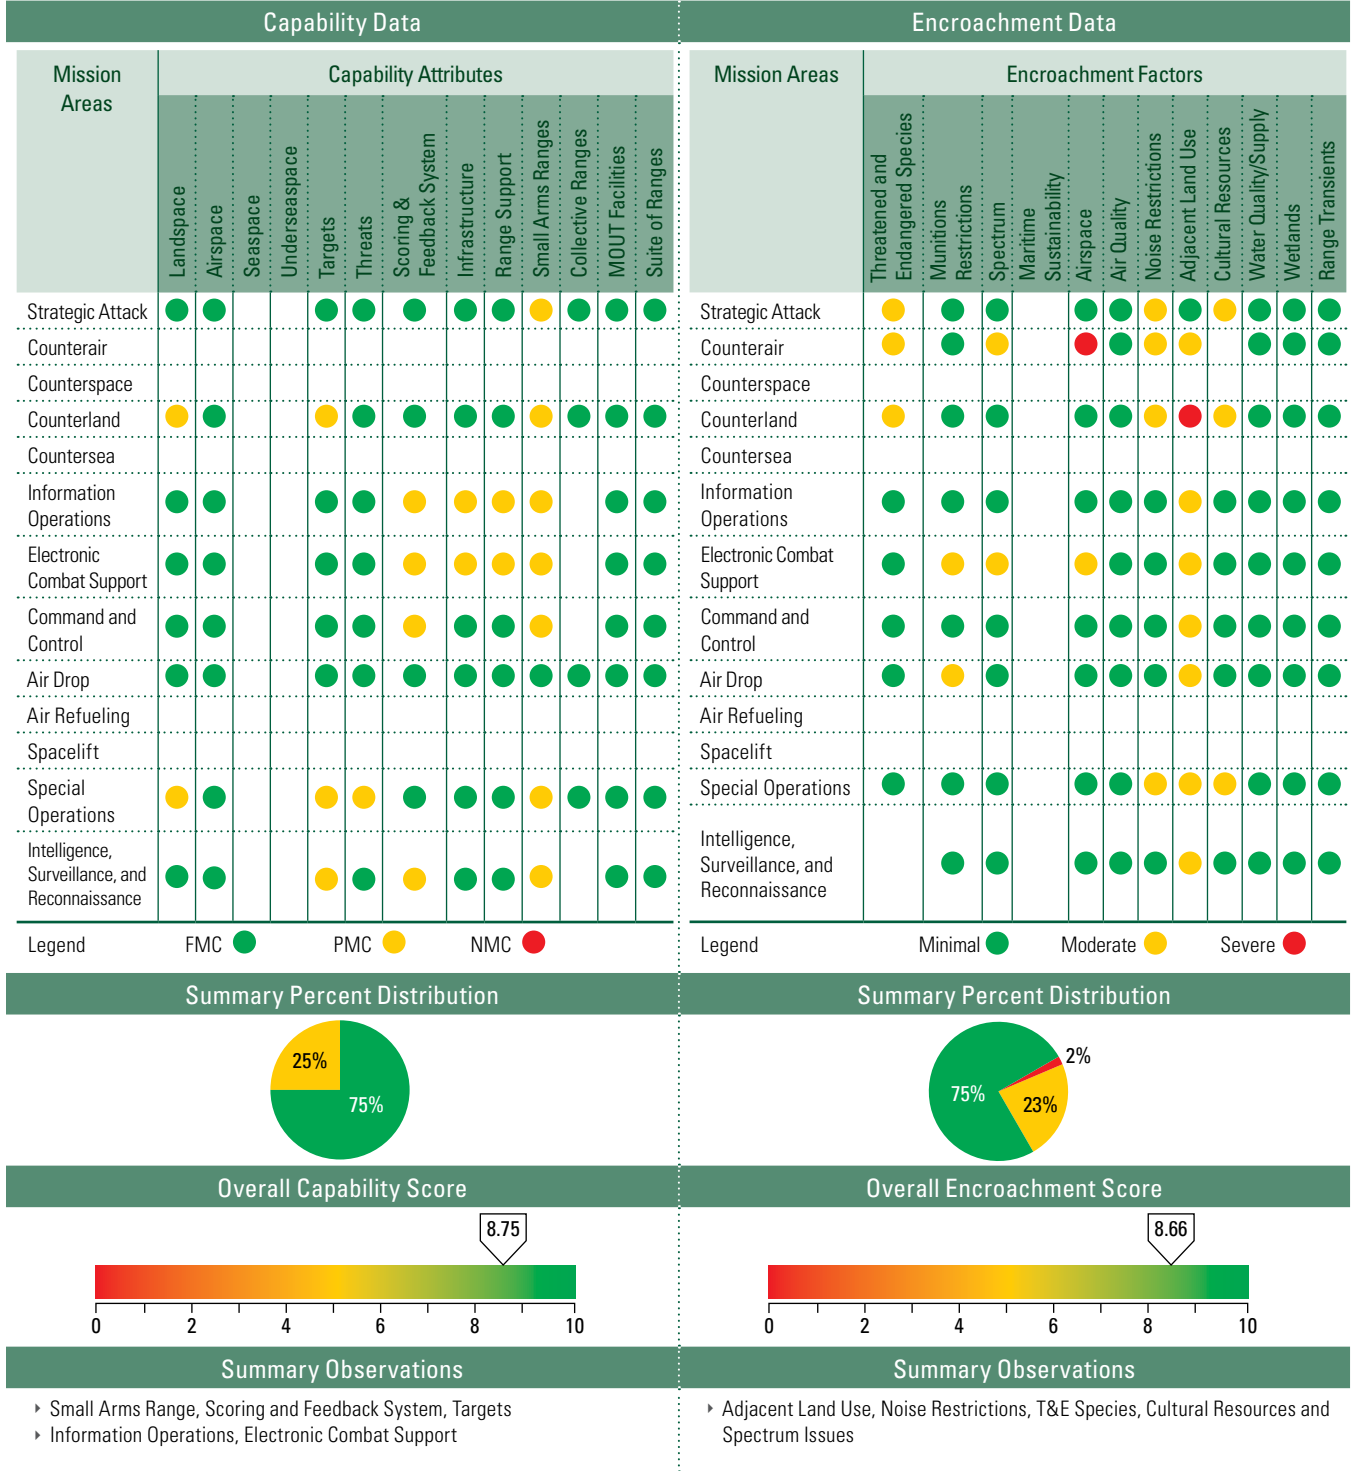 Capability Data
Mission
Areas
Capability Attributes
Landspace
Airspace
Seaspace
Underseaspace
Targets
Threats
Scoring &
Feedback System
Infrastructure
Range Support
Small Arms Ranges
Collective Ranges
MOUT Facilities
Suite of Ranges
Strategic Attack
Counterair
Counterspace
Counterland
Countersea
Information
Operations
Electronic
Combat Support
Command and
Control
Air Drop
Air Refueling
Spacelift
Special
Operations
Intelligence,
Surveillance, and
Reconnaissance
Legend
FMC
PMC
NMC
Summary Percent Distribution
25%
75%
Overall Capability Score
8.75
0 2 4 6 8 10
Summary Observations
Small Arms Range, Scoring and Feedback System, Targets
Information Operations, Electronic Combat Support
Encroachment Data
Mission Areas
Encroachment Factors
Threatened and
Endangered Species
Munitions
Restrictions
Spectrum
Maritime
Sustainability
Airspace
Air Quality
Noise Restrictions
Adjacent Land Use
Cultural Resources
Water Quality/Supply
Wetlands
Range Transients
Strategic Attack
Counterair
Counterspace
Counterland
Countersea
Information
Operations
Electronic Combat
Support
Command and
Control
Air Drop
Air Refueling
Spacelift
Special Operations
Intelligence,
Surveillance, and
Reconnaissance
Legend
Minimal
Moderate
Severe
Summary Percent Distribution
2%
75%
23%
Overall Encroachment Score
8.66
0 2 4 6 8 10
Summary Observations
Adjacent Land Use, Noise Restrictions, T&E Species, Cultural Resources and
Spectrum Issues